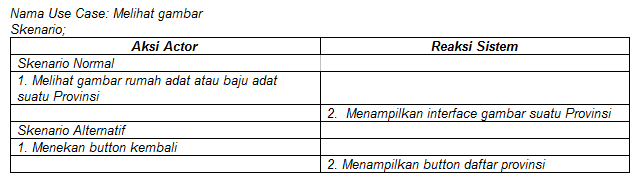 Nama Use Case: Melihat gambar
Skenario;
Aksi Actor Reaksi Sistem
Skenario Normal
1. Melihat gambar rumah adat atau baju adat
suatu Provinsi
2. Menampilkan interface gambar suatu Provinsi
Skenario Alternatif
1. Menekan button kembali
2. Menampilkan button daftar provinsi